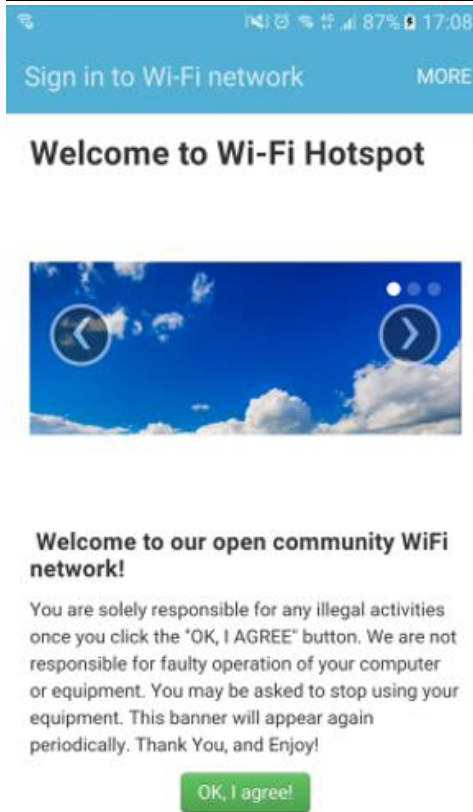 87% 17:08
Sign in to Wi-Fi network MORE
Welcome to Wi-Fi Hotspot
Welcome to our open community WiFi
network!
You are solely responsible for any illegal activities
once you click the "OK, I AGREE" button. We are not
responsible for faulty operation of your computer
or equipment. You may be asked to stop using your
equipment. This banner will appear again
periodically. Thank You, and Enjoy!
OK, I agree!